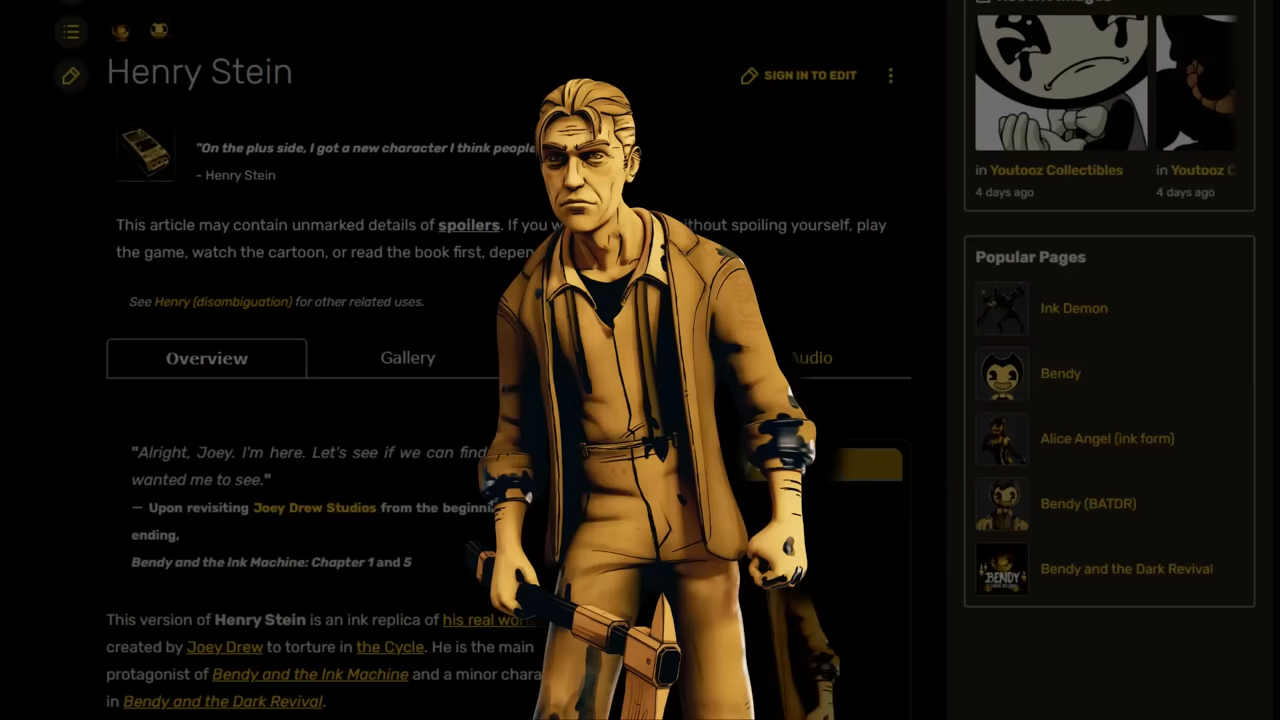 Henry Stein
SIGN IN TO EDIT
"On the plus side, I got a new character I think people
- Henry Stein
This article may contain unmarked details of spoilers. If you without spoiling yourself, play
the game, watch the cartoon, or read the book first,
See Henry (disambiguation) for other related uses.
Overview
Gallery
Audio
"Alright, Joey. I'm here. Let's see if we can find
wanted me to see."
— Upon revisiting Joey Drew Studios from the
ending,
Bendy and the Ink Machine: Chapter 1 and 5
This version of Henry Stein is an ink replica of his real
created by Joey Drew to torture in the Cycle. He is the main
protagonist of Bendy and the Ink Machine and a minor
in Bendy and the Dark Revival.
Recent Images
in Youtooz Collectibles
4 days ago
in Youtooz C
4 days ago
Popular Pages
Ink Demon
Bendy
Alice Angel (ink form)
Bendy (BATDR)
BENDY
Bendy and the Dark Revival